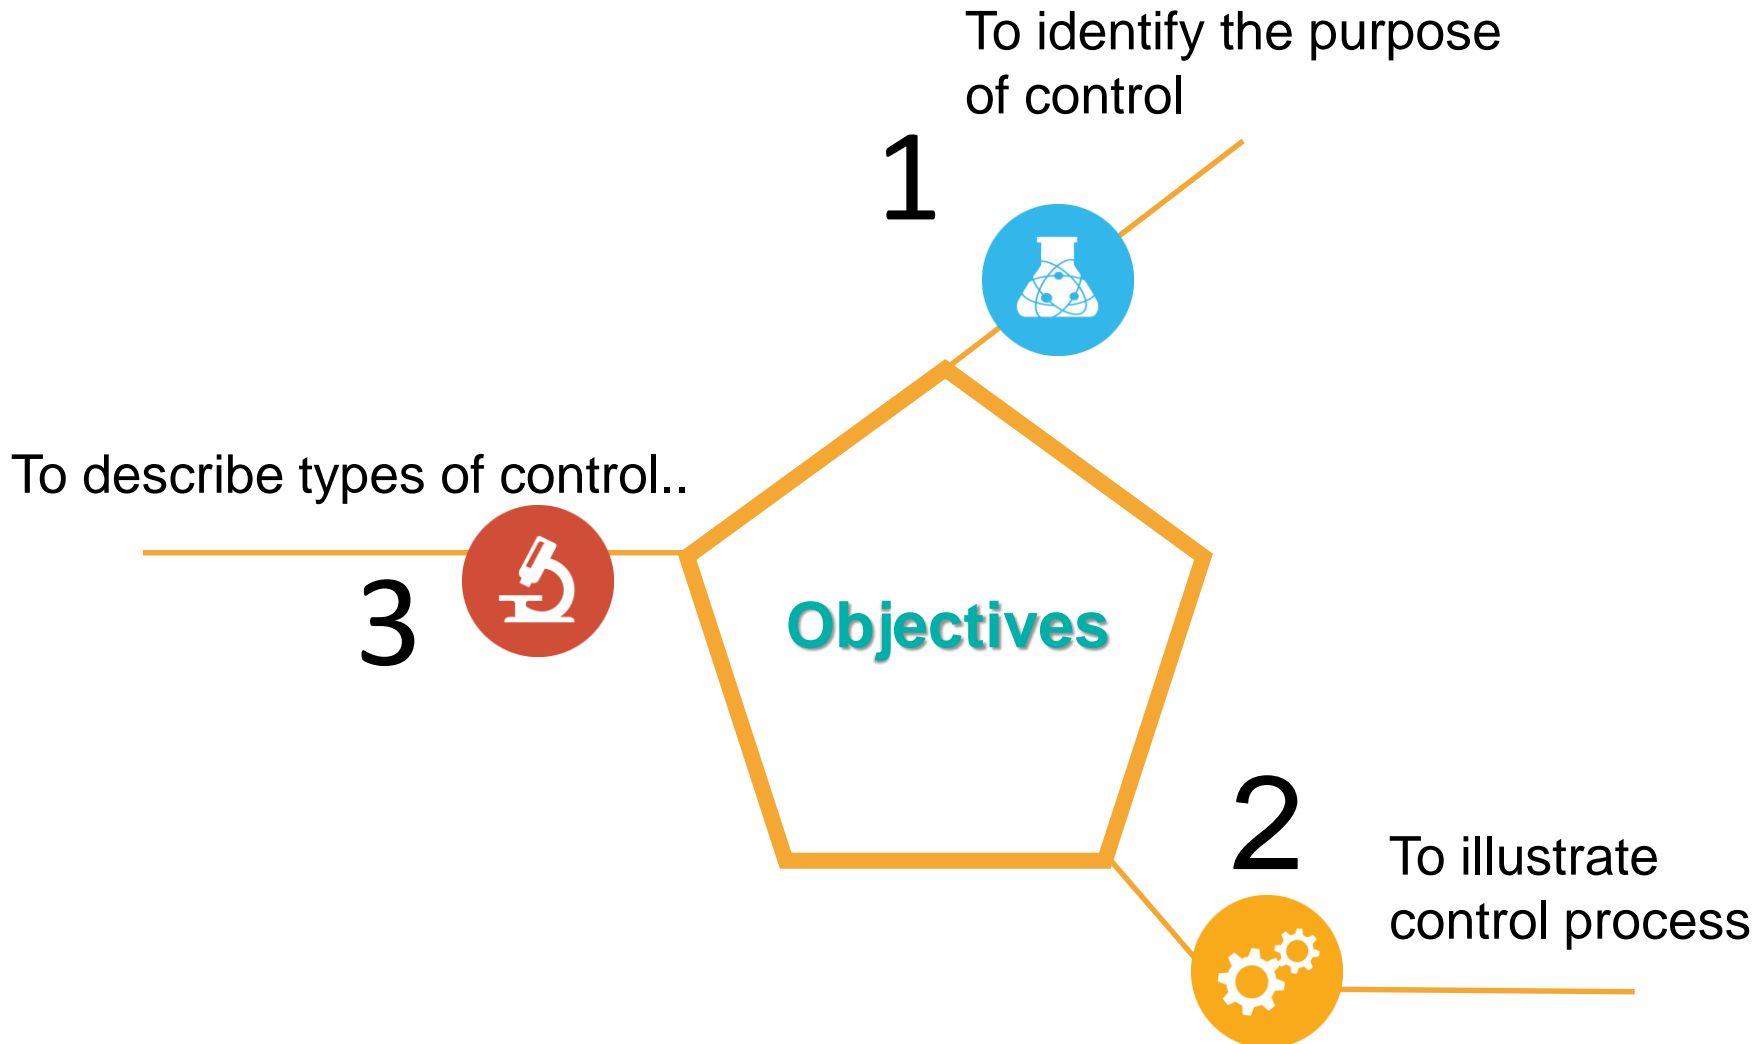 To identify the purpose
of control
1
To describe types of control..
3
Objectives
2
To illustrate
control process